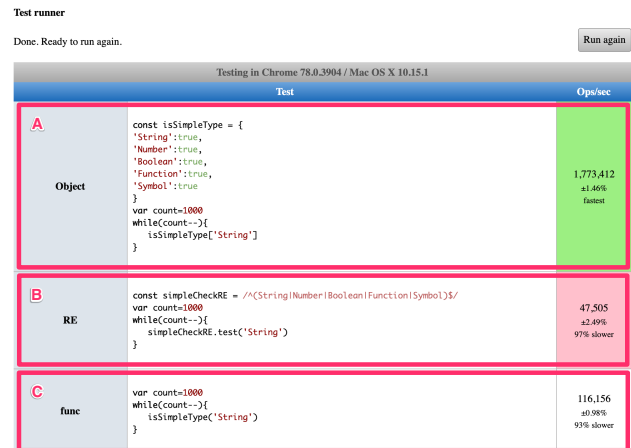 Test runner
Done. Ready to run again.
Run again
Testing in Chrome 78.0.3904 / Mac OS X 10.15.1
Test
Ops/sec
A
Object
const isSimpleType = {
'String':true,
'Number':true,
'Boolean':true,
'Function':true,
'Symbol':true
}
var count=1000
while(count--){
isSimpleType['String']
}
1,773,412
±1.46%
fastest
B
RE
const simpleCheckRE = /^(String|Number|Boolean|Function|Symbol)$/
var count=1000
while(count--){
simpleCheckRE.test('String')
}
47,505
±2.49%
97% slower
C
func
var count=1000
while(count--){
isSimpleType('String')
}
116,156
±0.98%
93% slower